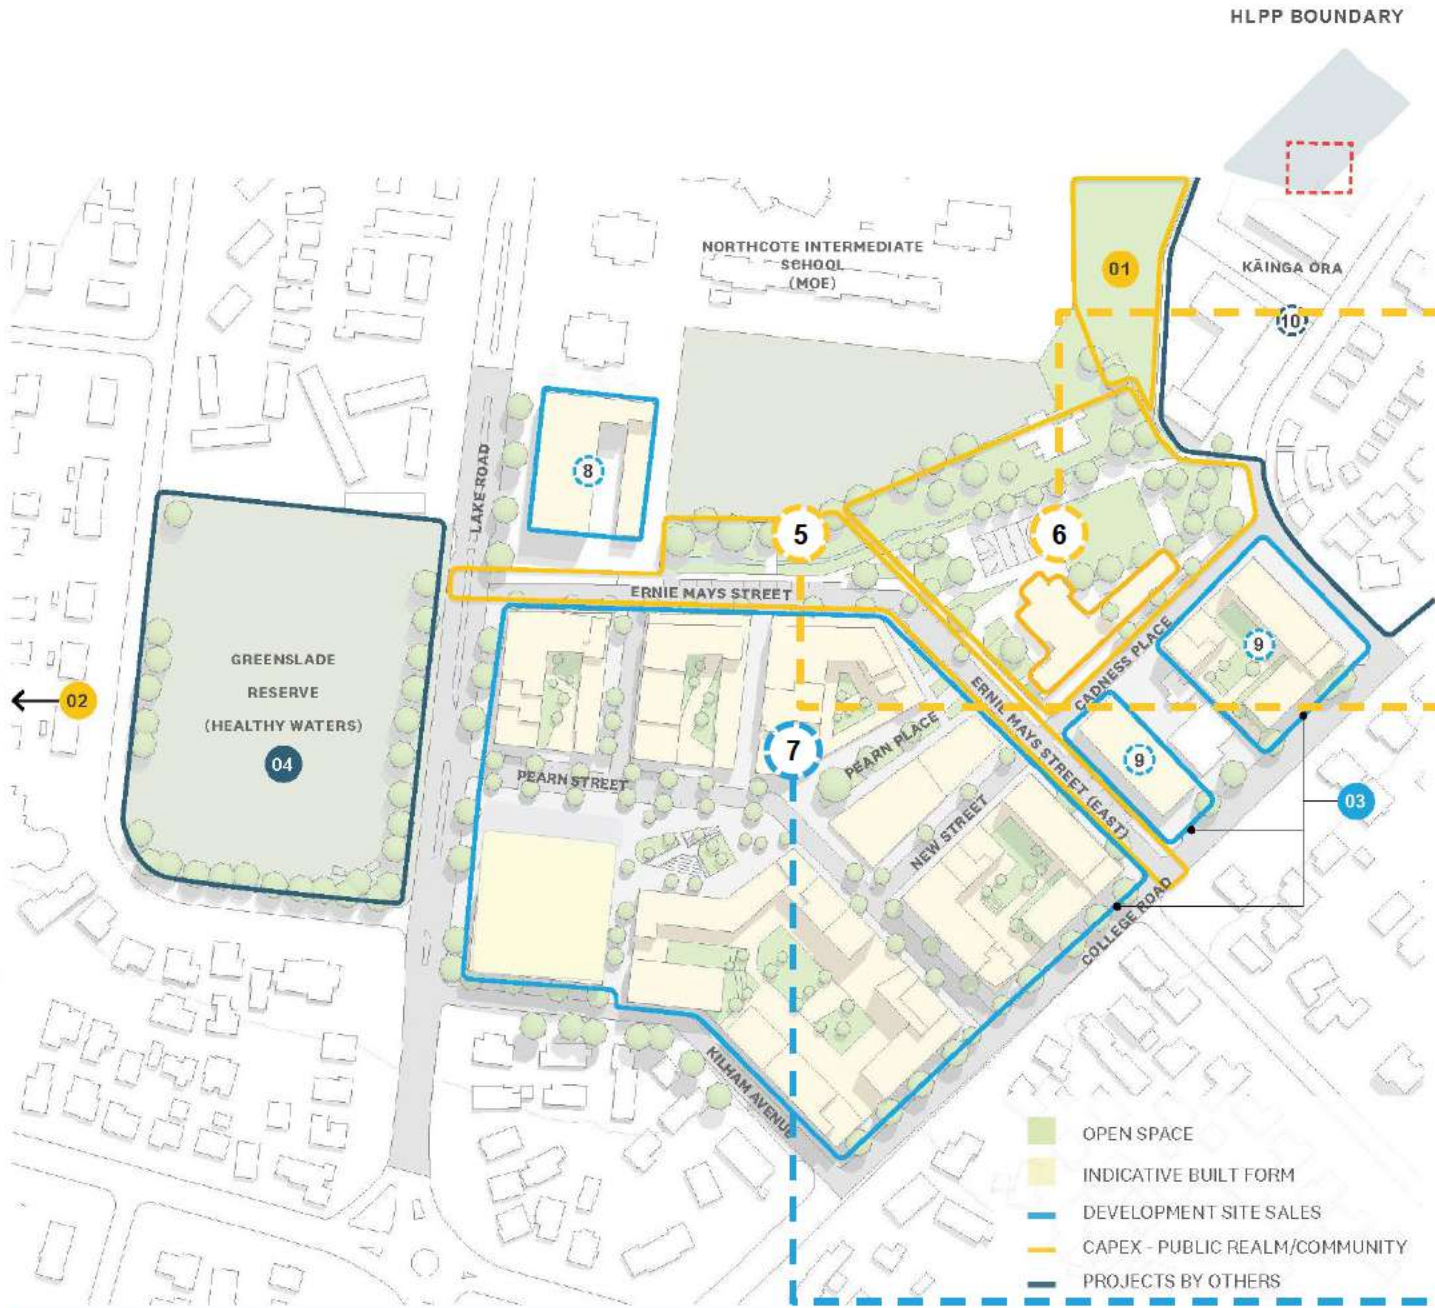 HLPP BOUNDARY
NORTHCOTE INTERMEDIATE
SCHOOL
(MOE)
01
KĀINGA ORA
10
8
LAKE ROAD
5
6
ERNIE MAYS STREET
GREENSLADE
RESERVE
(HEALTHY WATERS)
04
02
CADNESS PLACE
9
ERNIE MAYS STREET (EAST)
PEARN PLACE
7
PEARN STREET
9
03
NEW STREET
COLLEGE ROAD
KILHAM AVENUE
OPEN SPACE
INDICATIVE BUILT FORM
DEVELOPMENT SITE SALES
CAPEX - PUBLIC REALM/COMMUNITY
PROJECTS BY OTHERS